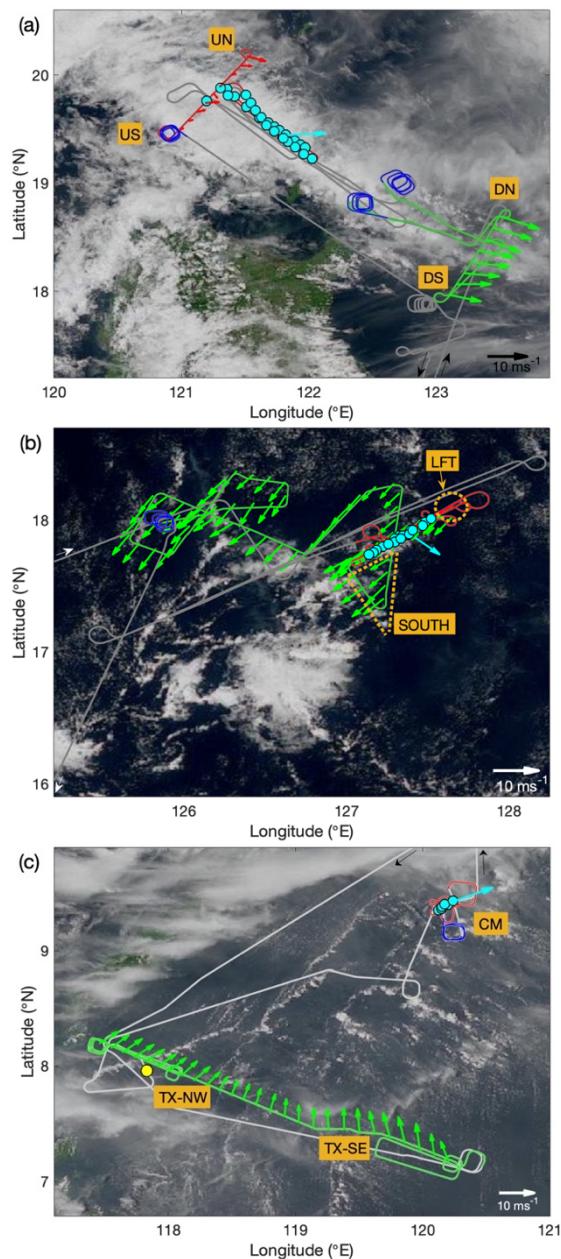 (a)
UN
20
US
19
DN
DS
18
10 ms⁻¹
120
121
122
123
Latitude (°N)
Longitude (°E)
(b)
LFT
18
SOUTH
17
16
10 ms⁻¹
126
127
128
Latitude (°N)
Longitude (°E)
(c)
CM
9
8
TX-NW
TX-SE
7
10 ms⁻¹
118
119
120
121
Latitude (°N)
Longitude (°E)